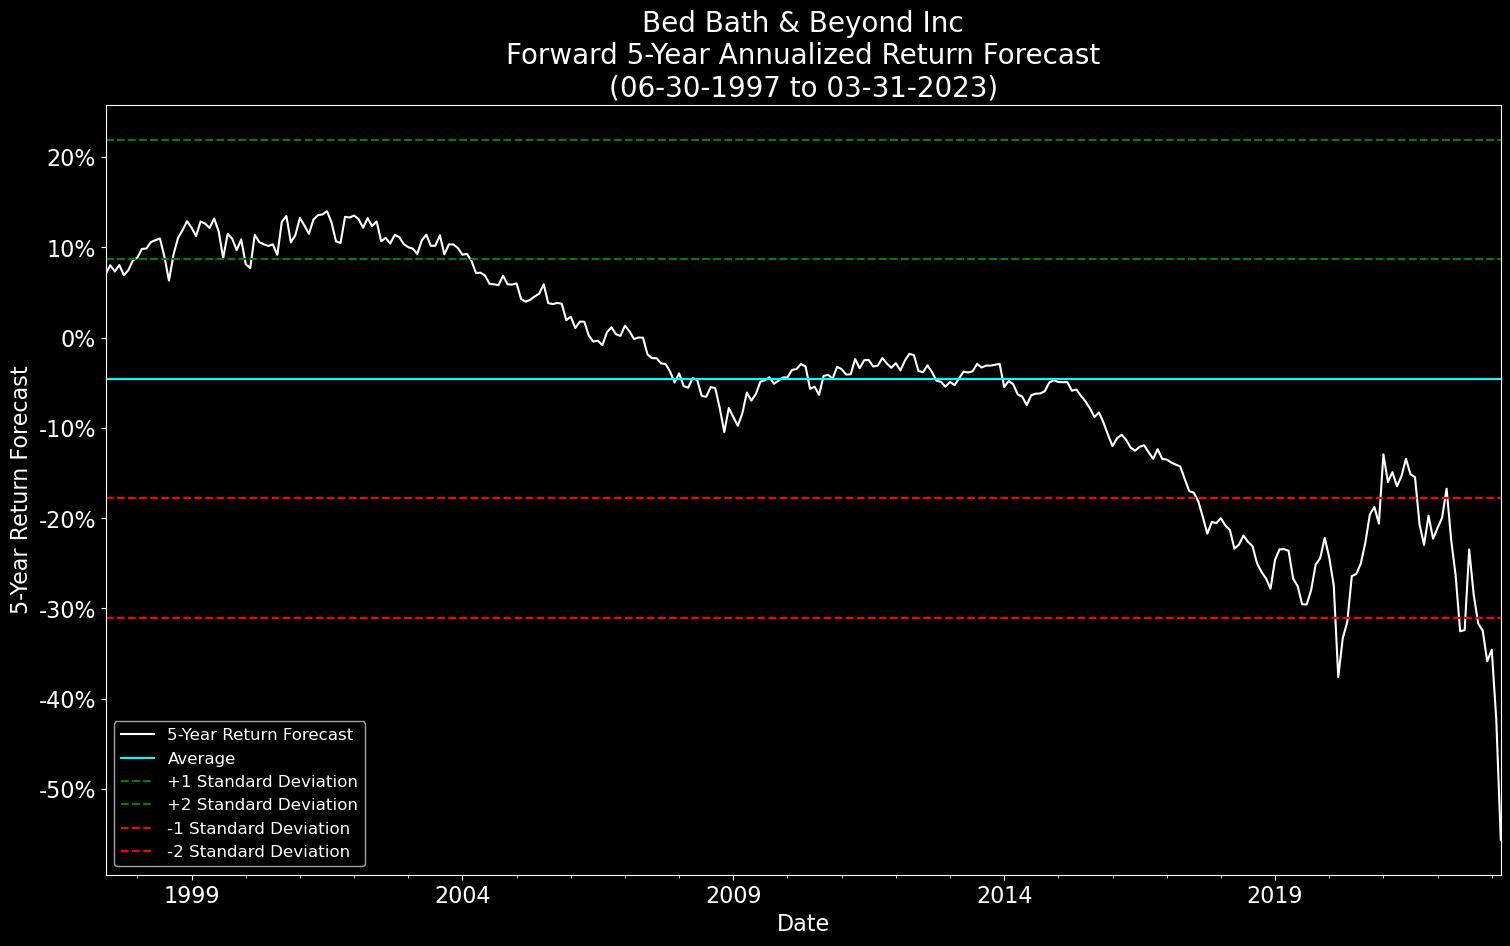 Bed Bath & Beyond Inc
Forward 5-Year Annualized Return Forecast
(06-30-1997 to 03-31-2023)
5-Year Return Forecast
20%
10%
0%
-10%
-20%
-30%
-40%
-50%
5-Year Return Forecast
Average
+1 Standard Deviation
+2 Standard Deviation
-1 Standard Deviation
-2 Standard Deviation
1999
2004
2009
2014
2019
Date